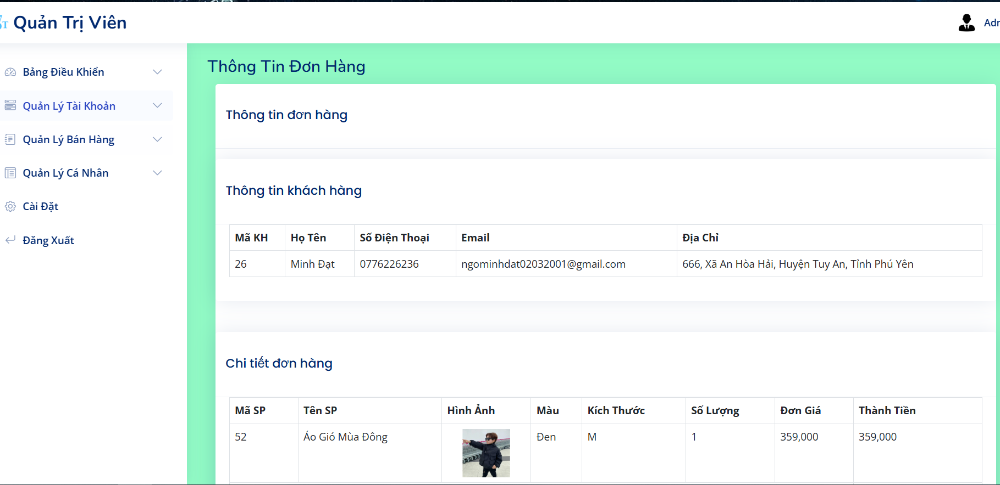 Quản Trị Viên
Bảng Điều Khiển
Quản Lý Tài Khoản
Quản Lý Bán Hàng
Quản Lý Cá Nhân
Cài Đặt
Đăng Xuất
Thông Tin Đơn Hàng
Thông tin đơn hàng
Thông tin khách hàng
Mã KH Họ Tên Số Điện Thoại Email Địa Chỉ
26 Minh Đạt 0776226236 ngominhdat02032001@gmail.com 666, Xã An Hòa Hải, Huyện Tuy An, Tỉnh Phú Yên
Chi tiết đơn hàng
Mã SP Tên SP Hình Ảnh Màu Kích Thước Số Lượng Đơn Giá Thành Tiền
52 Áo Gió Mùa Đông Đen M 1 359,000 359,000